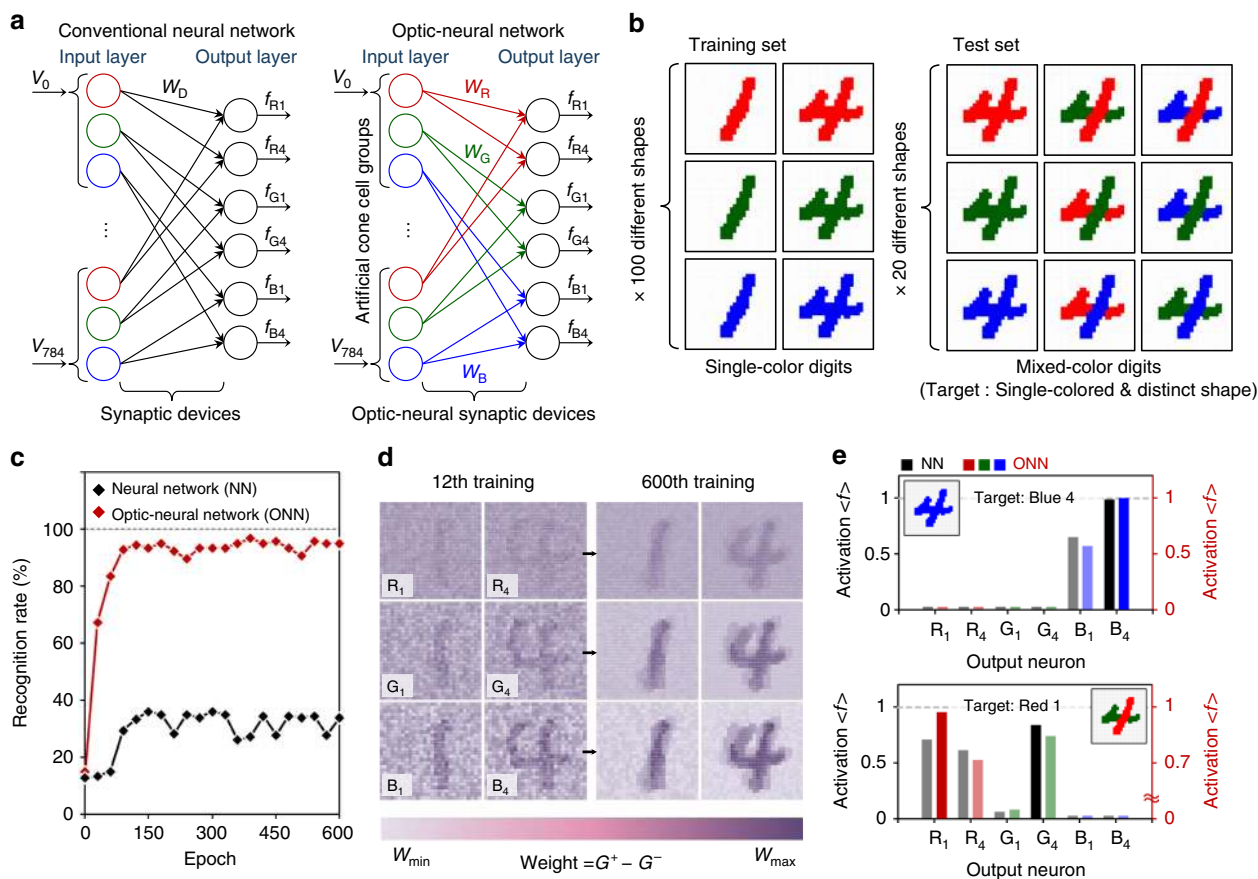 a
Conventional neural network
Input layer Output layer
V0
WD
fR1
fR4
fG1
fG4
fB1
fB4
V784
Synaptic devices
Optic-neural network
Input layer Output layer
V0
Artificial cone cell groups
WR
WG
WB
fR1
fR4
fG1
fG4
fB1
fB4
V784
Optic-neural synaptic devices
b
Training set
× 100 different shapes
Single-color digits
Test set
× 20 different shapes
Mixed-color digits
(Target : Single-colored & distinct shape)
c
Neural network (NN)
Optic-neural network (ONN)
Recognition rate (%)
100
80
60
40
20
0
0 150 300 450 600
Epoch
d
12th training 600th training
R1 R4
G1 G4
B1 B4
Wmin Weight =G+ – G– Wmax
e
NN ONN
Target: Blue 4
Activation <f>
1
0.5
0
Activation <f>
1
0.5
0
R1 R4 G1 G4 B1 B4
Output neuron
Target: Red 1
Activation <f>
1
0.5
0
Activation <f>
1
0.7
0
R1 R4 G1 G4 B1 B4
Output neuron